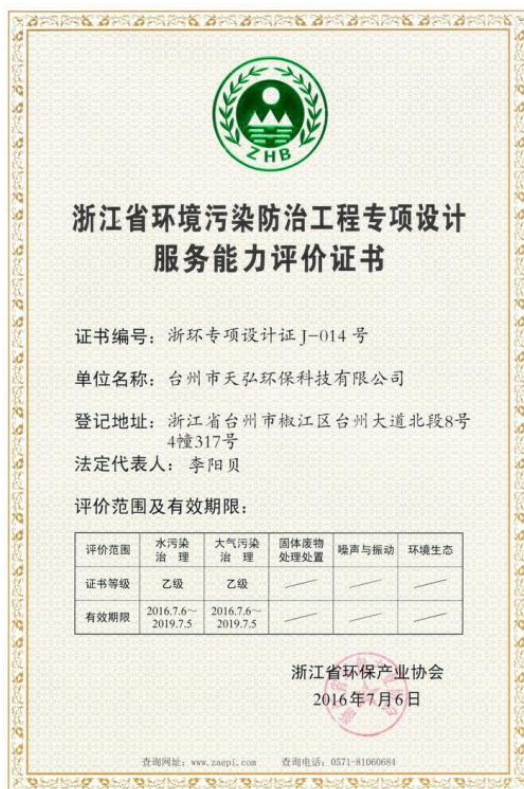 ZHB
浙江省环境污染防治工程专项设计
服务能力评价证书
证书编号：浙环专项设计证J-014号
单位名称：台州市天弘环保科技有限公司
登记地址：浙江省台州市椒江区台州大道北段8号
4幢317号
法定代表人：李阳贝
评价范围及有效期限：
评价范围 水污染治理 大气污染治理 固体废物处理处置 噪声与振动 环境生态
证书等级 乙级 乙级
有效期限 2016.7.6～2019.7.5 2016.7.6～2019.7.5
浙江省环保产业协会
2016年7月6日
查询网址：www.zaepi.com 查询电话：0571-81060684